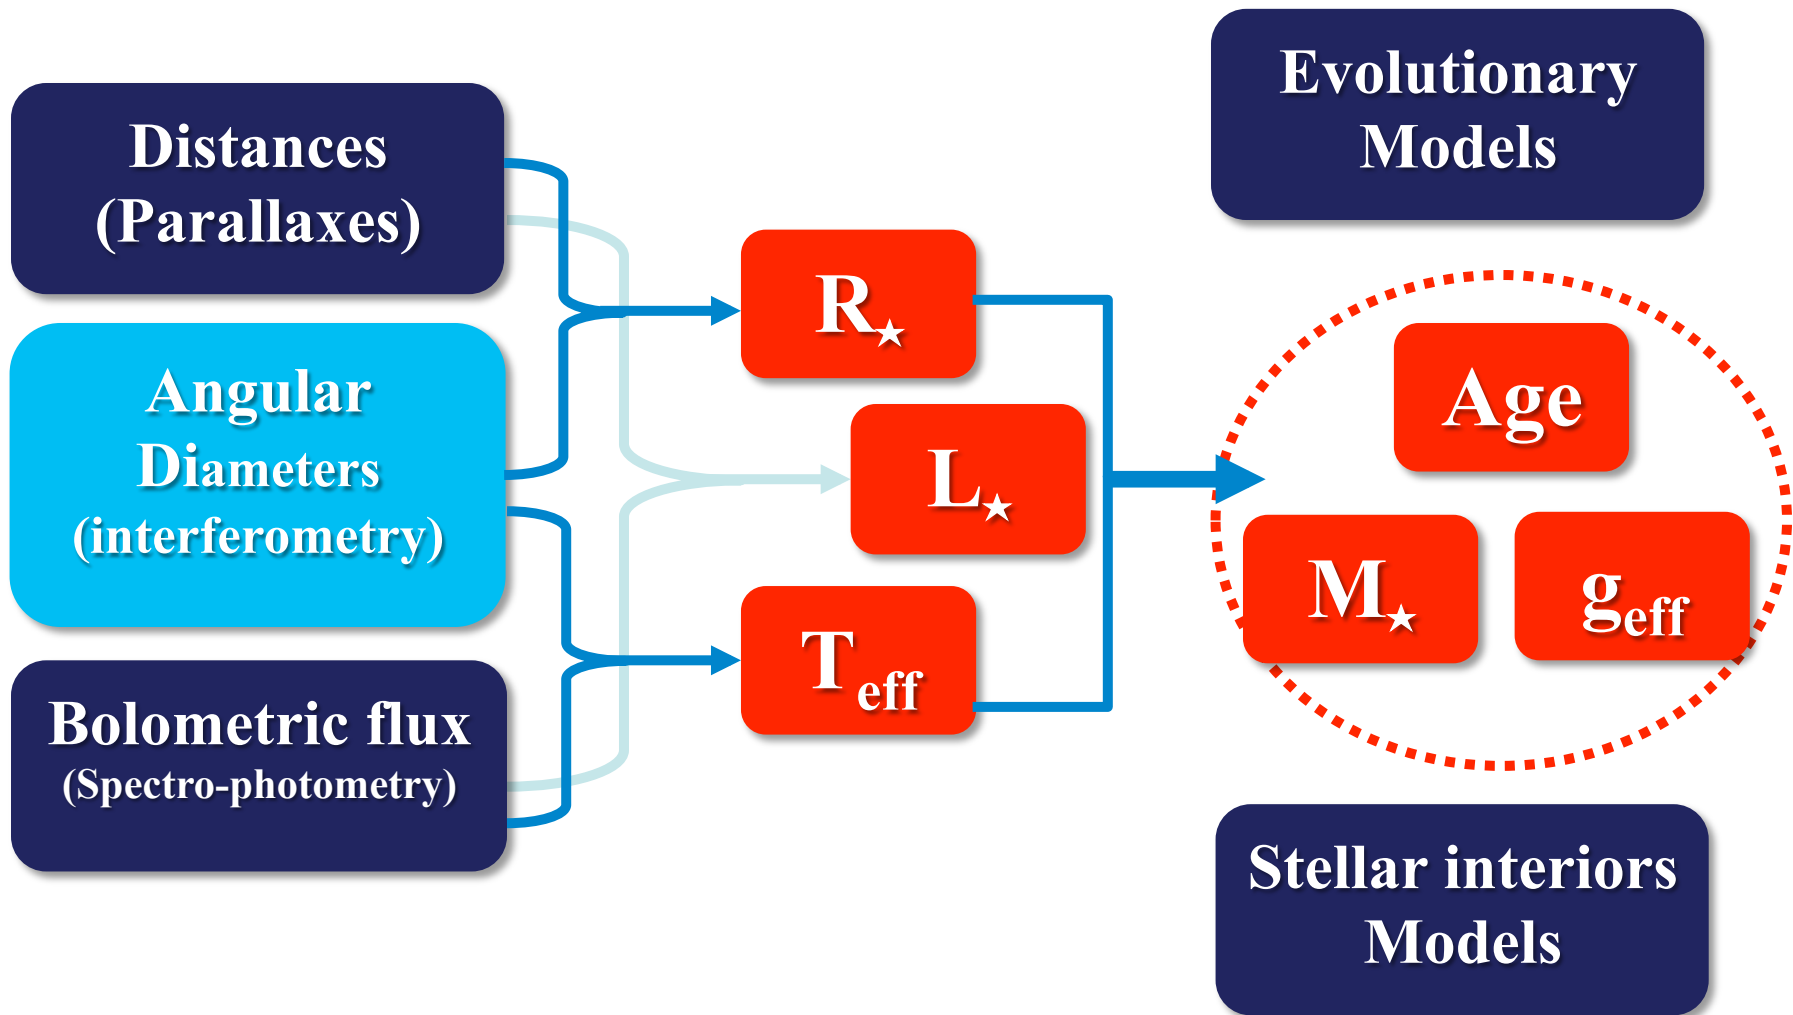 Distances
(Parallaxes)
Angular
Diameters
(interferometry)
Bolometric flux
(Spectro-photometry)
R★
L★
Teff
Evolutionary
Models
Age
M★
geff
Stellar interiors
Models